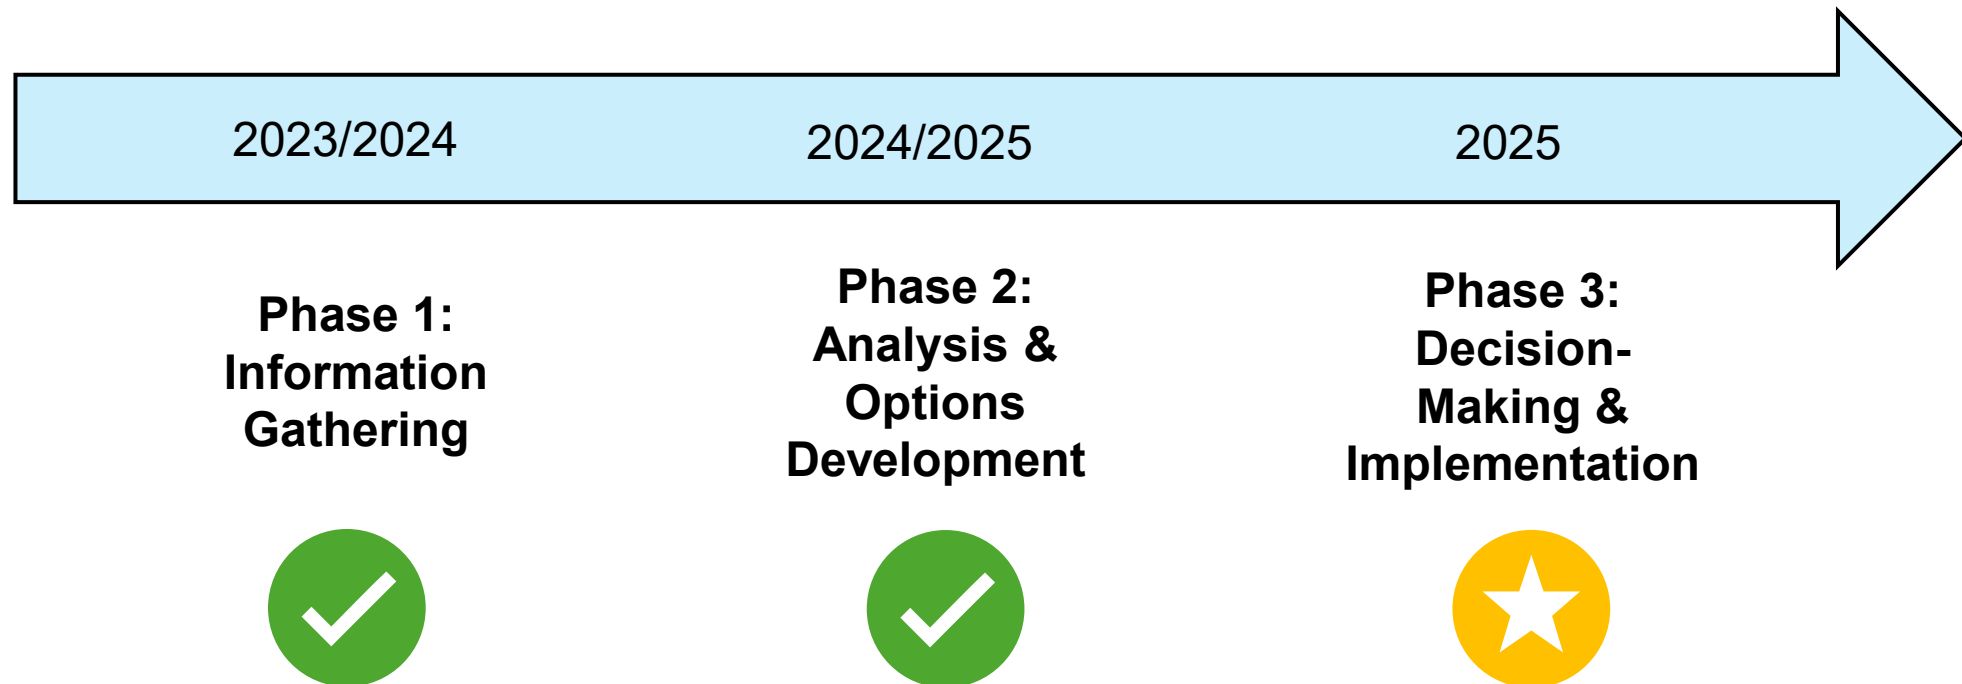 2023/2024
2024/2025
2025
Phase 1:
Information
Gathering
Phase 2:
Analysis &
Options
Development
Phase 3:
Decision-
Making &
Implementation